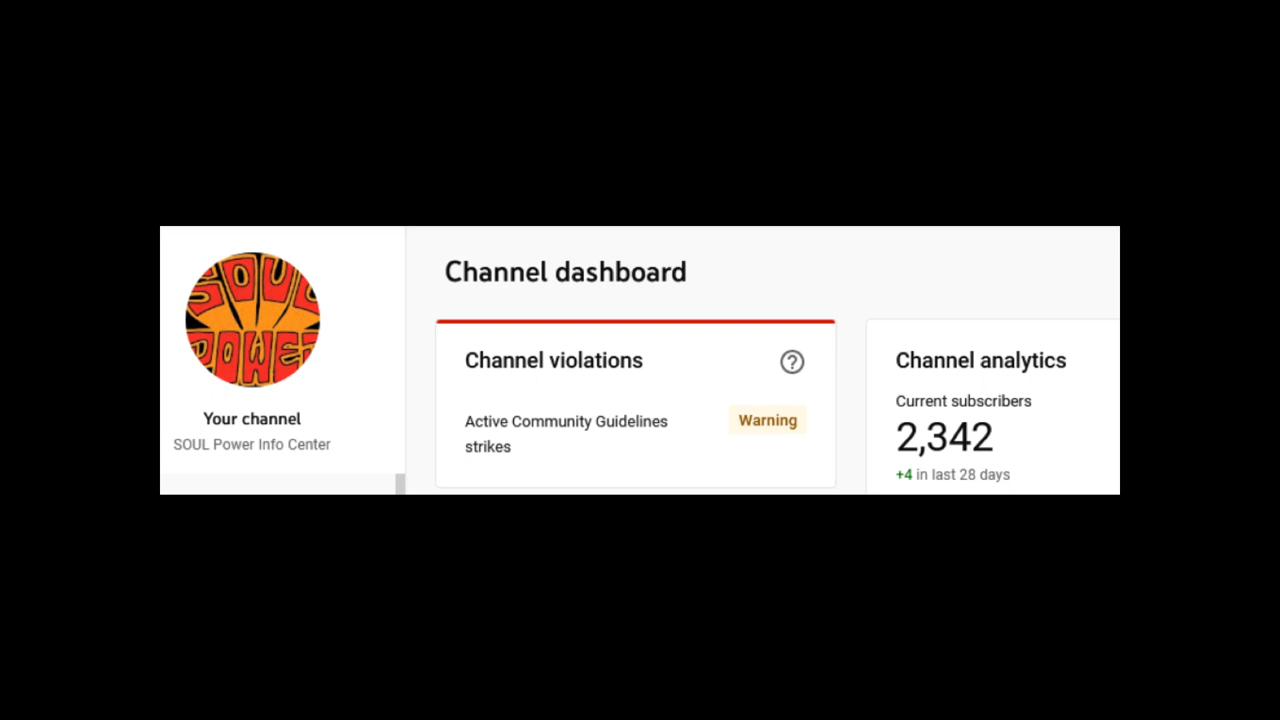 SOUL
POWER
Your channel
SOUL Power Info Center
Channel dashboard
Channel violations
?
Active Community Guidelines
strikes
Warning
Channel analytics
Current subscribers
2,342
+4 in last 28 days